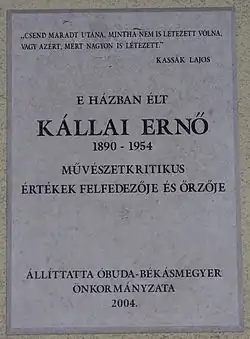 „CSEND MARADT UTÁNA, MINTHA NEM IS LÉTEZETT VOLNA,
VAGY AZÉRT, MERT NAGYON IS LÉTEZETT.”
KASSÁK LAJOS
E HÁZBAN ÉLT
KÁLLAI ERNŐ
1890 - 1954
MŰVÉSZETKRITIKUS
ÉRTÉKEK FELFEDEZŐJE ÉS ŐRZŐJE
ÁLLÍTTATTA ÓBUDA-BÉKÁSMEGYER
ÖNKORMÁNYZATA
2004.